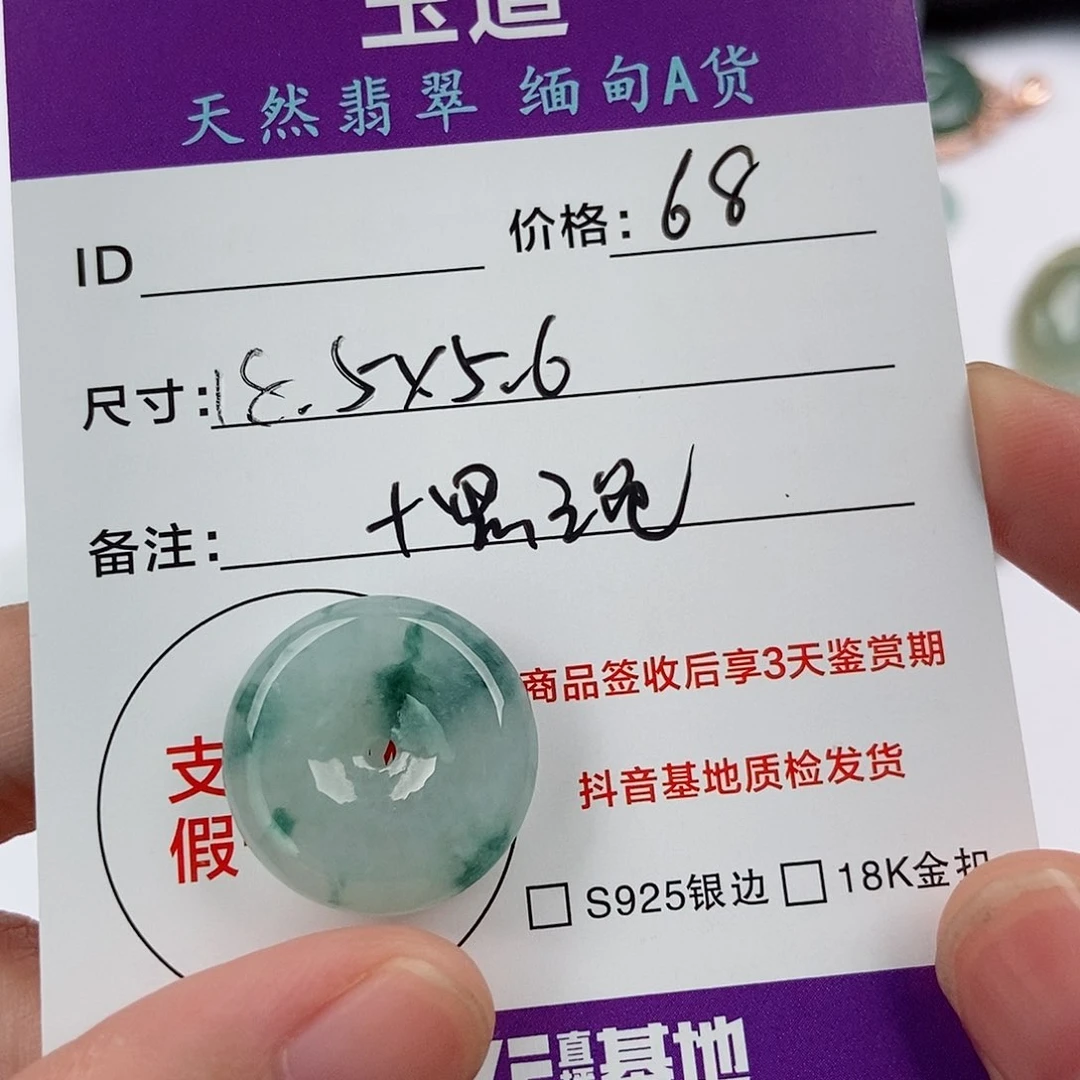 玉道
天然翡翠 缅甸A货
ID
价格：68
尺寸：18.5x5.6
备注：
商品签收后享3天鉴赏期
支
抖音基地质检发货
假
S925银边 18K金扣
基地